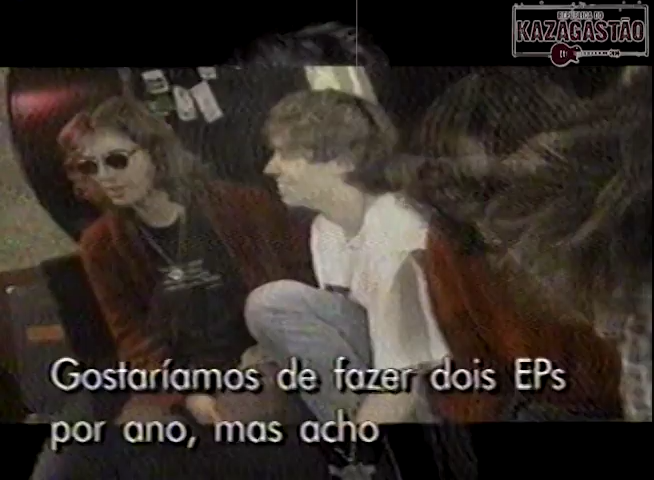 REPÚBLICA DO
KAZAGASTÃO
Gostaríamos de fazer dois EPs
por ano, mas acho